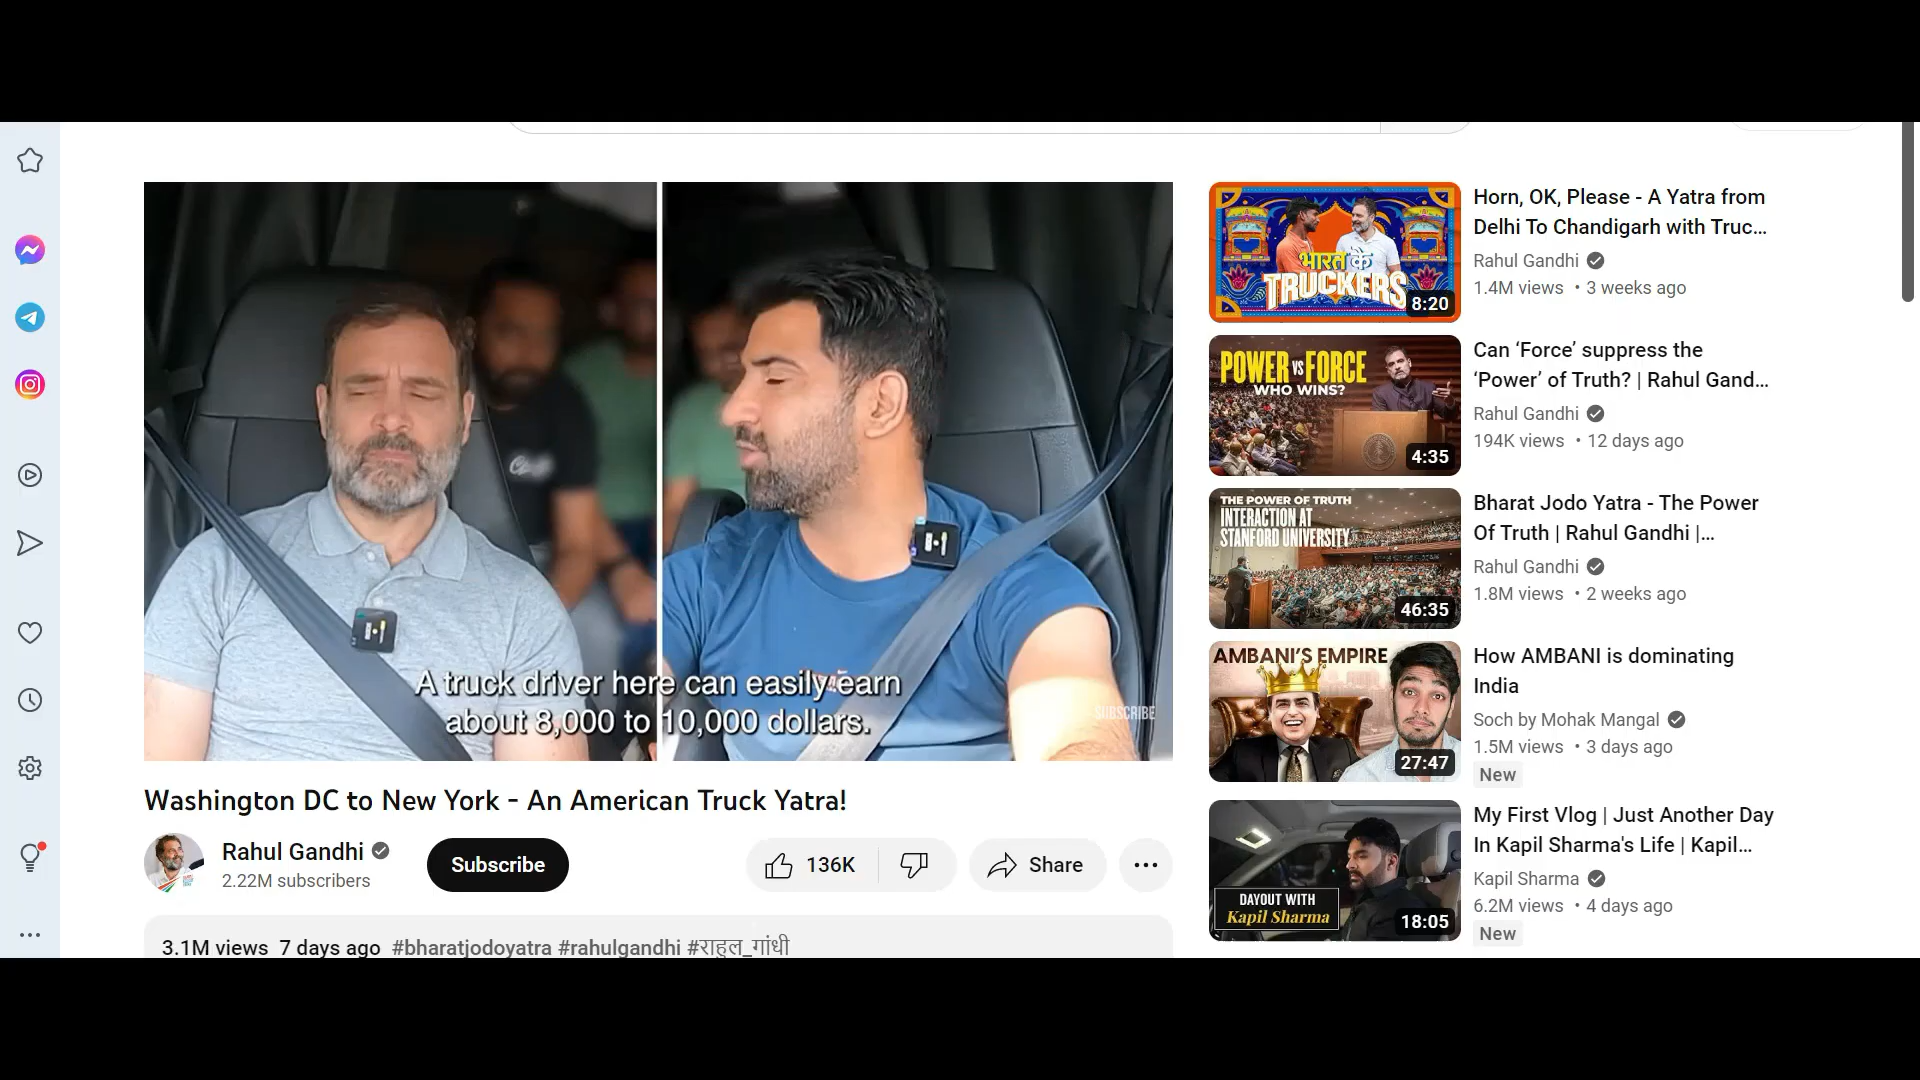 A truck driver here can easily earn
about 8,000 to 10,000 dollars.
SUBSCRIBE
Washington DC to New York - An American Truck Yatra!
Rahul Gandhi
2.22M subscribers
Subscribe
136K
Share
3.1M views 7 days ago #bharatjodoyatra #rahulgandhi #राहुल_गांधी
भारत के
TRUCKERS
8:20
Horn, OK, Please - A Yatra from
Delhi To Chandigarh with Truc...
Rahul Gandhi
1.4M views • 3 weeks ago
POWER VS FORCE
WHO WINS?
4:35
Can ‘Force’ suppress the
‘Power’ of Truth? | Rahul Gand...
Rahul Gandhi
194K views • 12 days ago
THE POWER OF TRUTH
INTERACTION AT
STANFORD UNIVERSITY
46:35
Bharat Jodo Yatra - The Power
Of Truth | Rahul Gandhi |...
Rahul Gandhi
1.8M views • 2 weeks ago
AMBANI'S EMPIRE
27:47
How AMBANI is dominating
India
Soch by Mohak Mangal
1.5M views • 3 days ago
New
DAYOUT WITH
Kapil Sharma
18:05
My First Vlog | Just Another Day
In Kapil Sharma's Life | Kapil...
Kapil Sharma
6.2M views • 4 days ago
New